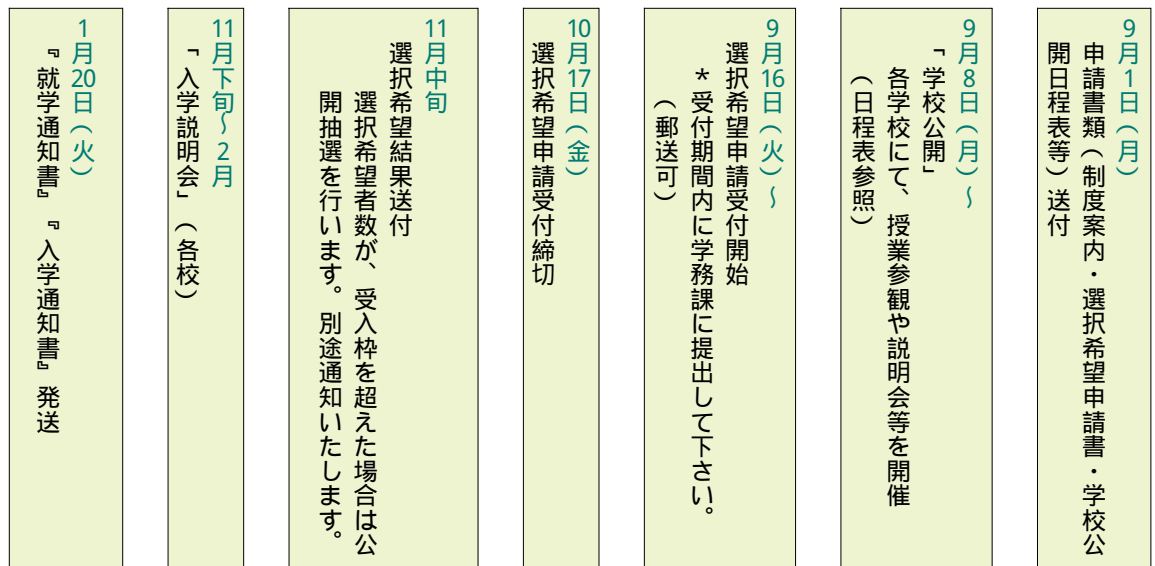 9月1日（月）
申請書類（制度案内・選択希望申請書・学校公
開日程表等）送付
9月8日（月）～
「学校公開」
各学校にて、授業参観や説明会等を開催
（日程表参照）
9月16日（火）～
選択希望申請受付開始
＊受付期間内に学務課に提出して下さい。
（郵送可）
10月17日（金）
選択希望申請受付締切
11月中旬
選択希望結果送付
選択希望者数が、受入枠を超えた場合は公
開抽選を行います。別途通知いたします。
11月下旬～2月
「入学説明会」（各校）
1月20日（火）
『就学通知書』『入学通知書』発送